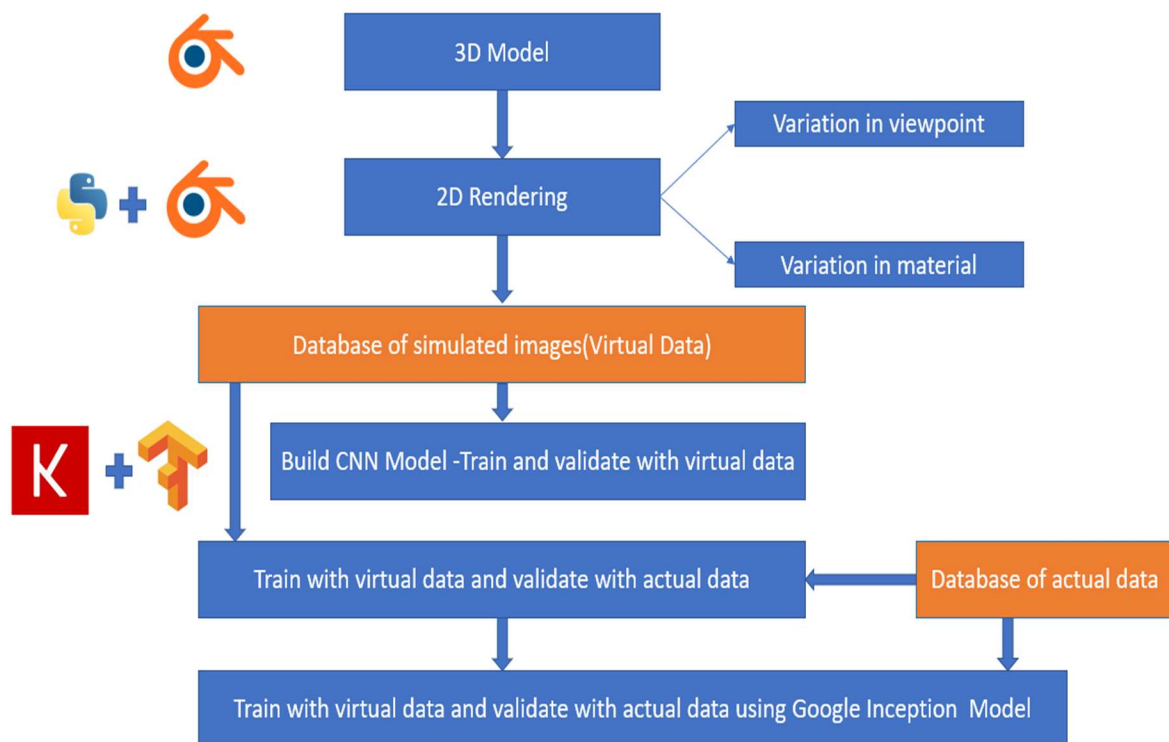 3D Model
Variation in viewpoint
2D Rendering
Variation in material
Database of simulated images(Virtual Data)
Build CNN Model -Train and validate with virtual data
Train with virtual data and validate with actual data
Database of actual data
Train with virtual data and validate with actual data using Google Inception Model
K